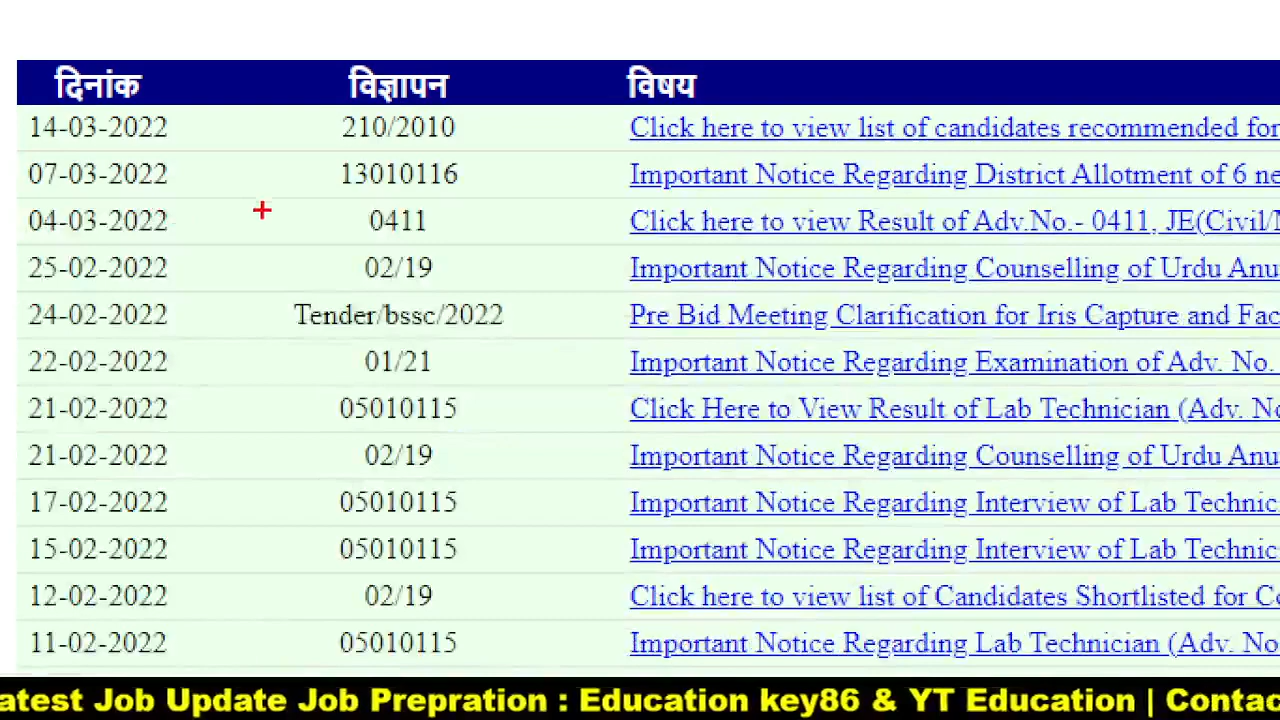 दिनांक विज्ञापन विषय
14-03-2022 210/2010 Click here to view list of candidates recommended for
07-03-2022 13010116 Important Notice Regarding District Allotment of 6
04-03-2022 0411 Click here to view Result of Adv.No.- 0411, JE(Civil/
25-02-2022 02/19 Important Notice Regarding Counselling of Urdu
24-02-2022 Tender/bssc/2022 Pre Bid Meeting Clarification for Iris Capture and
22-02-2022 01/21 Important Notice Regarding Examination of Adv. No.
21-02-2022 05010115 Click Here to View Result of Lab Technician (Adv.
21-02-2022 02/19 Important Notice Regarding Counselling of Urdu
17-02-2022 05010115 Important Notice Regarding Interview of Lab
15-02-2022 05010115 Important Notice Regarding Interview of Lab
12-02-2022 02/19 Click here to view list of Candidates Shortlisted for
11-02-2022 05010115 Important Notice Regarding Lab Technician (Adv.
Job Update Job Prepration : Education key86 & YT Education |